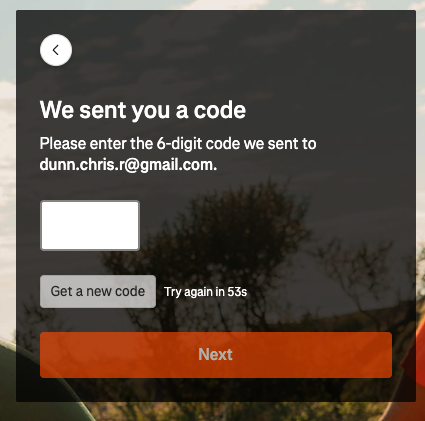 We sent you a code
Please enter the 6-digit code we sent to
dunn.chris.r@gmail.com.
Get a new code Try again in 53s
Next